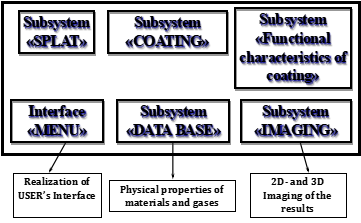 Subsystem
«SPLAT»
Subsystem
«COATING»
Subsystem
«Functional
characteristics of
coating»
Interface
«MENU»
Subsystem
«DATA BASE»
Subsystem
«IMAGING»
Realization of
USER's Interface
Physical properties of
materials and gases
2D- and 3D
Imaging of the
results